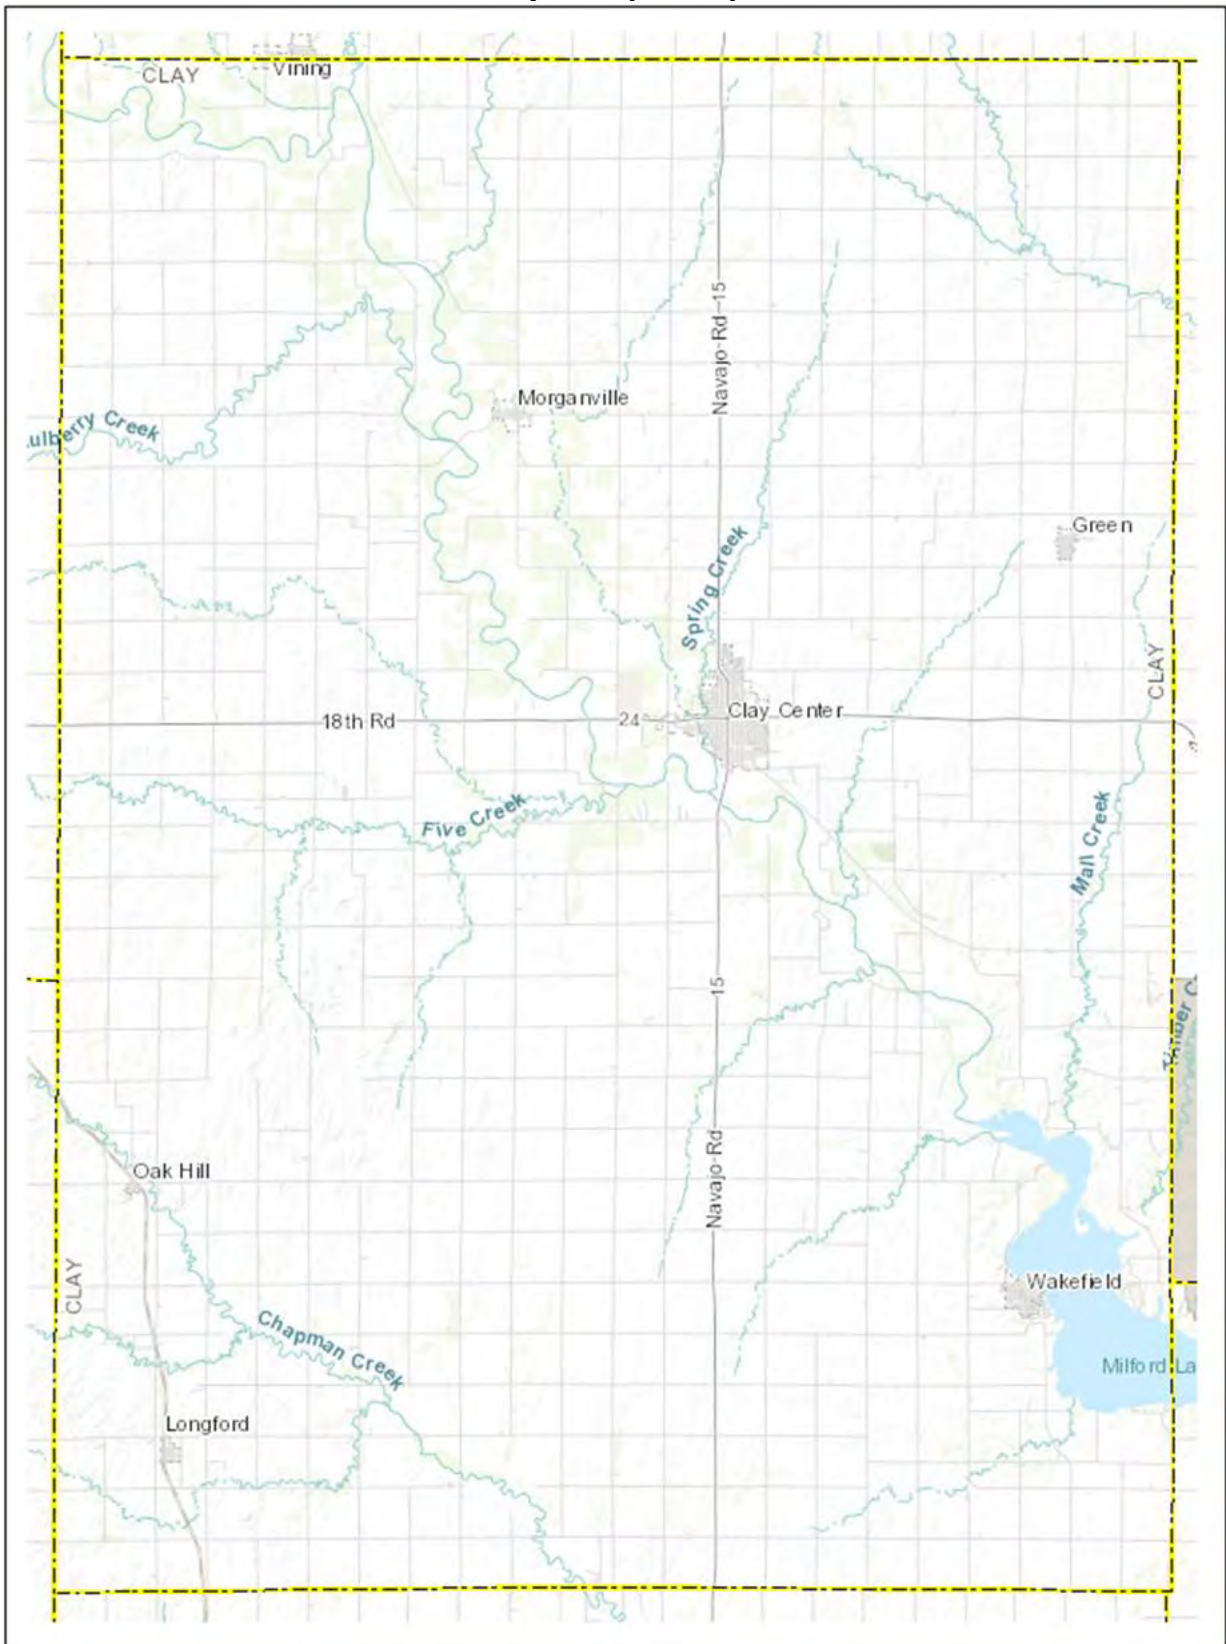 CLAY
Vining
Navajo Rd
15
Morganville
ulberry Creek
Green
Spring Creek
CLAY
Clay Center
18th Rd
24
Five Creek
Mall Creek
15
Navajo Rd
Oak Hill
Wakefield
CLAY
Chapman Creek
Milford La
Longford